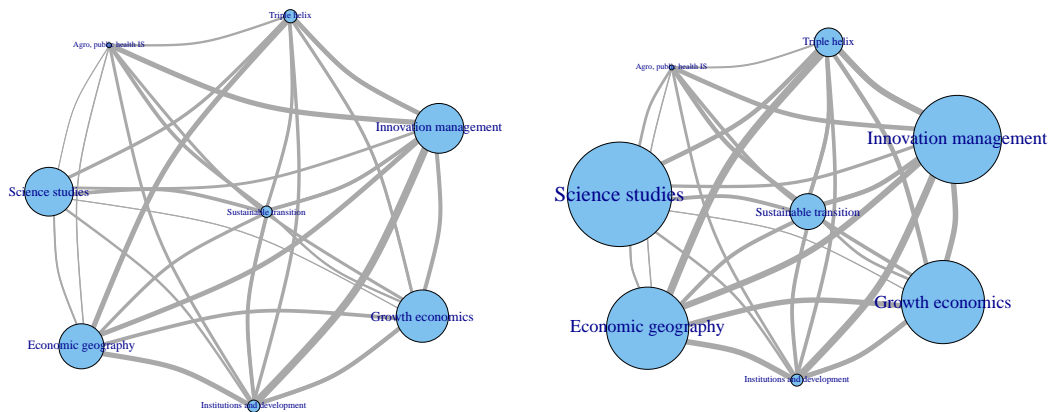 Triple helix
Agro, public health IS
Innovation management
Science studies
Sustainable transition
Growth economics
Economic geography
Institutions and development
Triple helix
Agro, public health IS
Innovation management
Science studies
Sustainable transition
Growth economics
Economic geography
Institutions and development